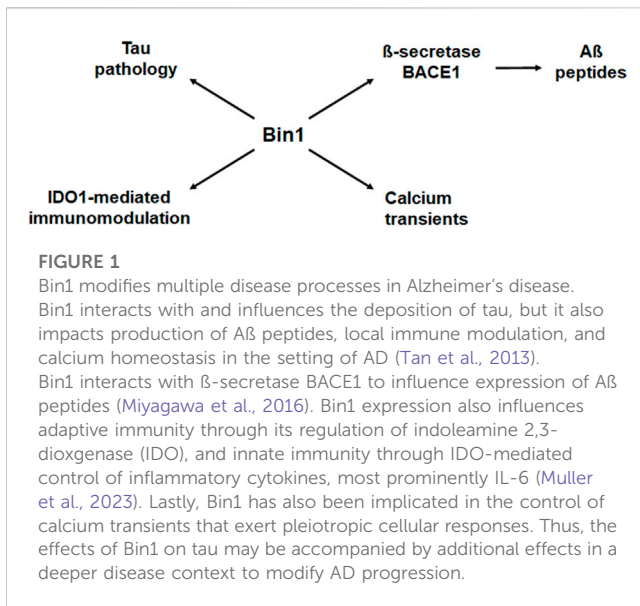 Tau
pathology
ß-secretase
BACE1
Aß
peptides
Bin1
IDO1-mediated
immunomodulation
Calcium
transients
FIGURE 1
Bin1 modifies multiple disease processes in Alzheimer's disease.
Bin1 interacts with and influences the deposition of tau, but it also
impacts production of Aß peptides, local immune modulation, and
calcium homeostasis in the setting of AD (Tan et al., 2013).
Bin1 interacts with ß-secretase BACE1 to influence expression of Aß
peptides (Miyagawa et al., 2016). Bin1 expression also influences
adaptive immunity through its regulation of indoleamine 2,3-
dioxgenase (IDO), and innate immunity through IDO-mediated
control of inflammatory cytokines, most prominently IL-6 (Muller
et al., 2023). Lastly, Bin1 has also been implicated in the control of
calcium transients that exert pleiotropic cellular responses. Thus, the
effects of Bin1 on tau may be accompanied by additional effects in a
deeper disease context to modify AD progression.